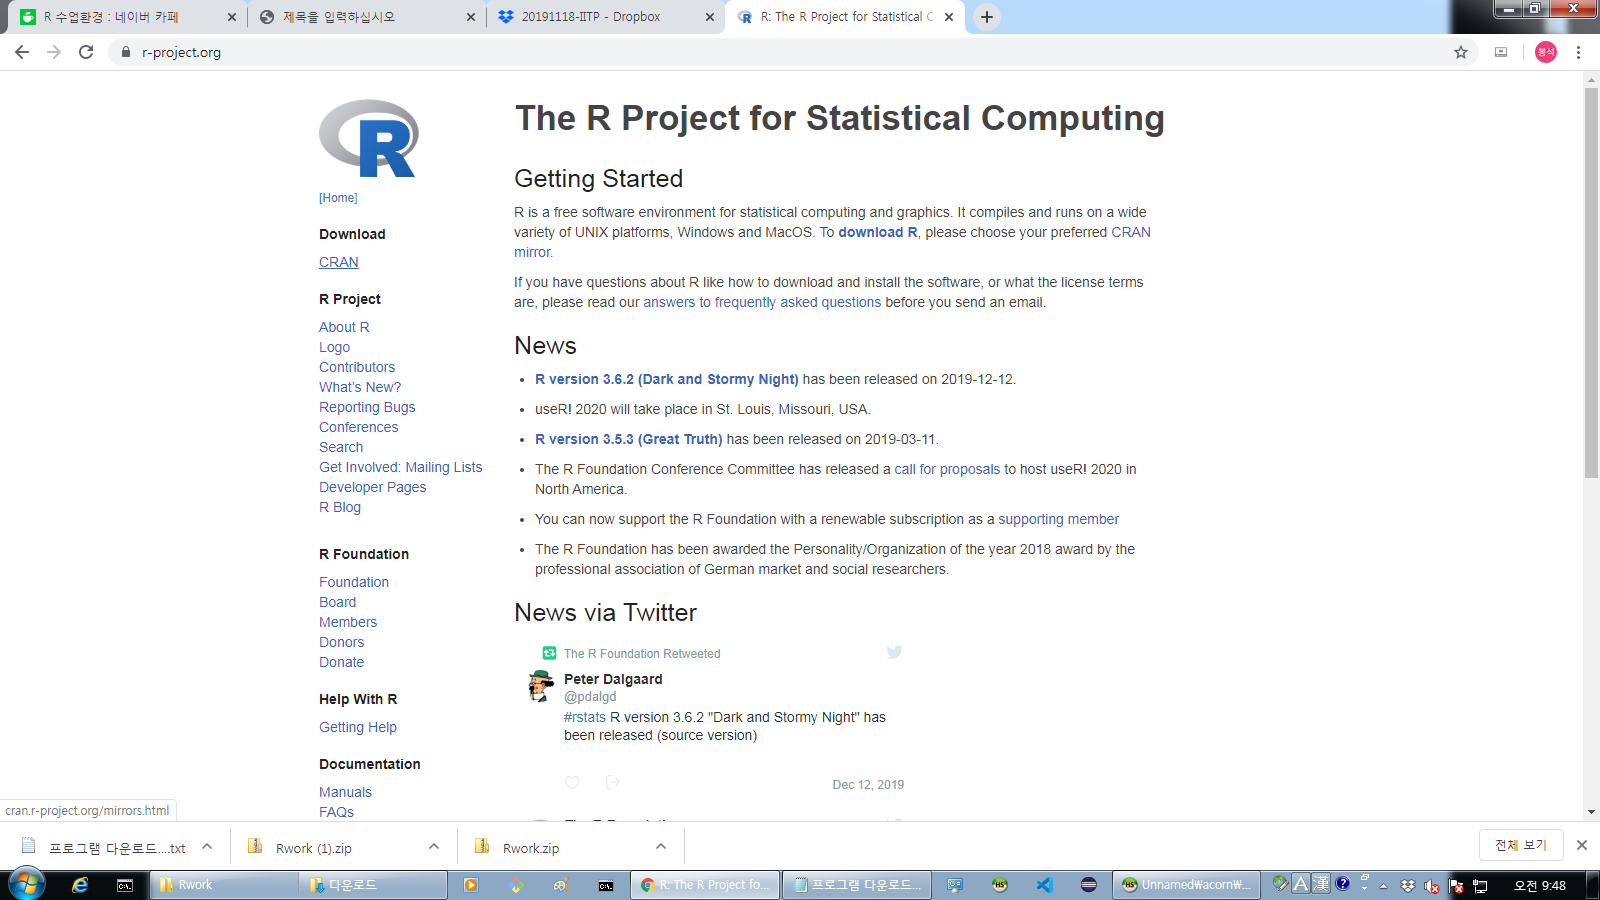 R 수업환경 : 네이버 카페
제목을 입력하십시오
20191118-IITP - Dropbox
R: The R Project for Statistical C
r-project.org
봉석
R
The R Project for Statistical Computing
[Home]
Download
CRAN
R Project
About R
Logo
Contributors
What's New?
Reporting Bugs
Conferences
Search
Get Involved: Mailing Lists
Developer Pages
R Blog
R Foundation
Foundation
Board
Members
Donors
Donate
Help With R
Getting Help
Documentation
Manuals
FAQs
Getting Started
R is a free software environment for statistical computing and graphics. It compiles and runs on a wide
variety of UNIX platforms, Windows and MacOS. To download R, please choose your preferred CRAN
mirror.
If you have questions about R like how to download and install the software, or what the license terms
are, please read our answers to frequently asked questions before you send an email.
News
R version 3.6.2 (Dark and Stormy Night) has been released on 2019-12-12.
useR! 2020 will take place in St. Louis, Missouri, USA.
R version 3.5.3 (Great Truth) has been released on 2019-03-11.
The R Foundation Conference Committee has released a call for proposals to host useR! 2020 in
North America.
You can now support the R Foundation with a renewable subscription as a supporting member
The R Foundation has been awarded the Personality/Organization of the year 2018 award by the
professional association of German market and social researchers.
News via Twitter
The R Foundation Retweeted
Peter Dalgaard
@pdalgd
#rstats R version 3.6.2 "Dark and Stormy Night" has
been released (source version)
Dec 12, 2019
cran.r-project.org/mirrors.html
프로그램 다운로드....txt
Rwork (1).zip
Rwork.zip
전체 보기
Rwork
다운로드
R: The R Project fo...
프로그램 다운로드...
Unnamed₩acorn₩...
A 漢
오전 9:48